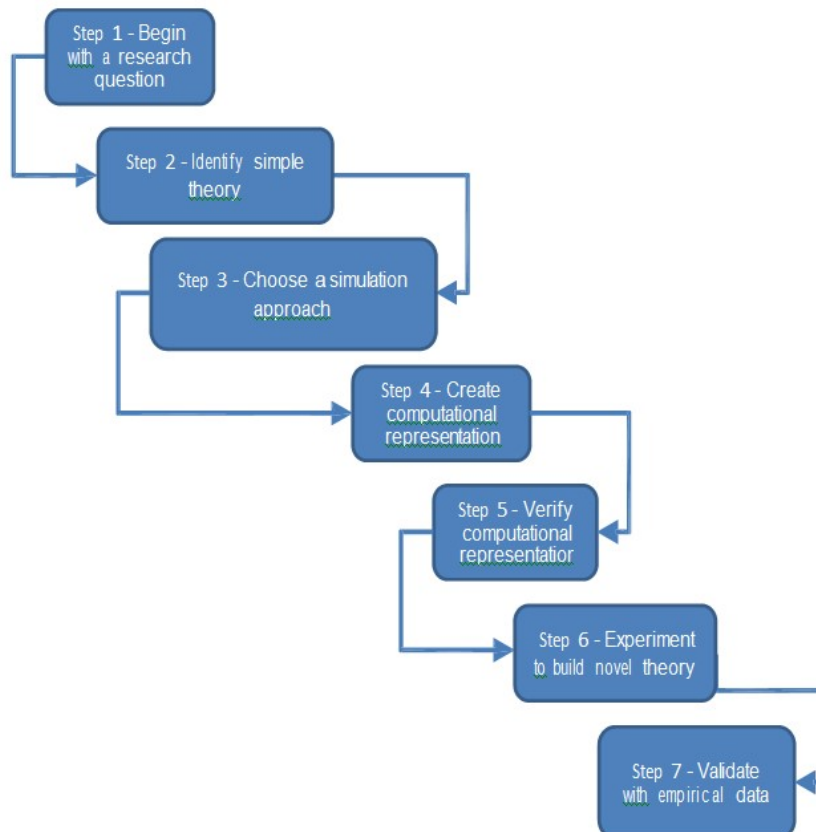 Step 1 - Begin
with a research
question
Step 2 - Identify simple
theory
Step 3 - Choose a simulation
approach
Step 4 - Create
computational
representation
Step 5 - Verify
computational
representatior
Step 6 - Experiment
to build novel theory
Step 7 - Validate
with empirical data